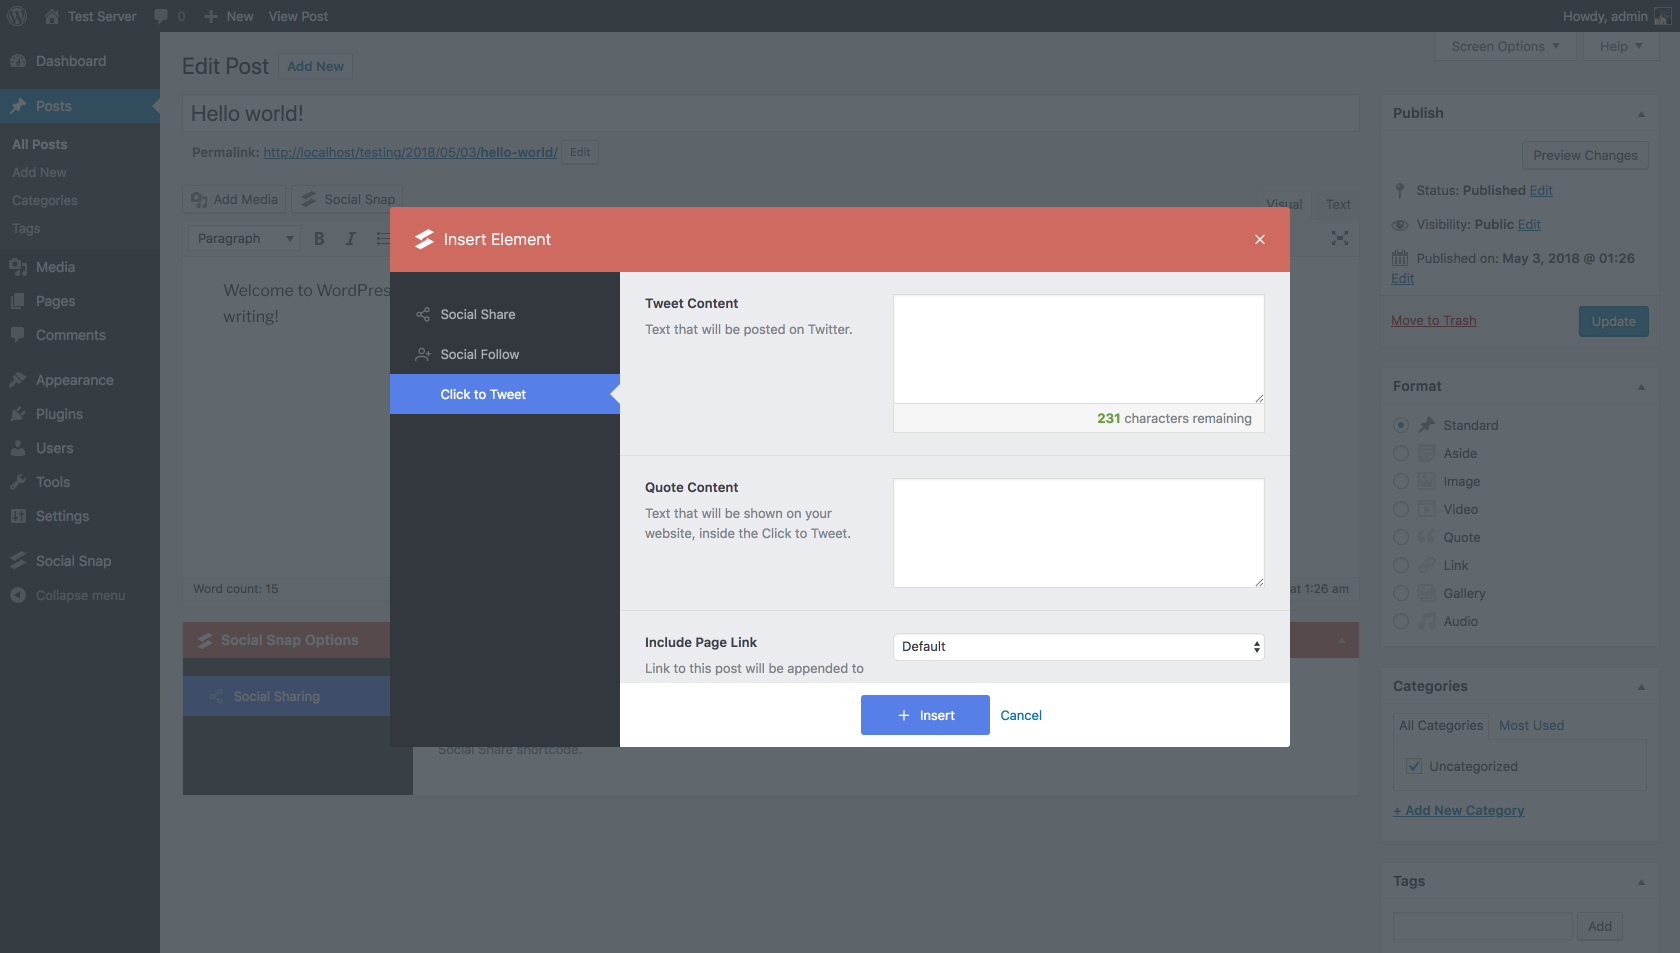 Test Server
0
New
View Post
Howdy, admin
Dashboard
Posts
All Posts
Add New
Categories
Tags
Media
Pages
Comments
Appearance
Plugins
Users
Tools
Settings
Social Snap
Collapse menu
Screen Options
Help
Edit Post
Add New
Hello world!
Permalink: http://localhost/testing/2018/05/03/hello-world/ Edit
Add Media
Social Snap
Visual
Text
Paragraph
B
I
Welcome to WordPres
writing!
Word count: 15
at 1:26 am
Social Snap Options
Social Sharing
Social Share shortcode.
Insert Element
Social Share
Social Follow
Click to Tweet
Tweet Content
Text that will be posted on Twitter.
231 characters remaining
Quote Content
Text that will be shown on your
website, inside the Click to Tweet.
Include Page Link
Link to this post will be appended to
Default
Insert
Cancel
Publish
Preview Changes
Status: Published Edit
Visibility: Public Edit
Published on: May 3, 2018 @ 01:26
Edit
Move to Trash
Update
Format
Standard
Aside
Image
Video
Quote
Link
Gallery
Audio
Categories
All Categories
Most Used
Uncategorized
+ Add New Category
Tags
Add